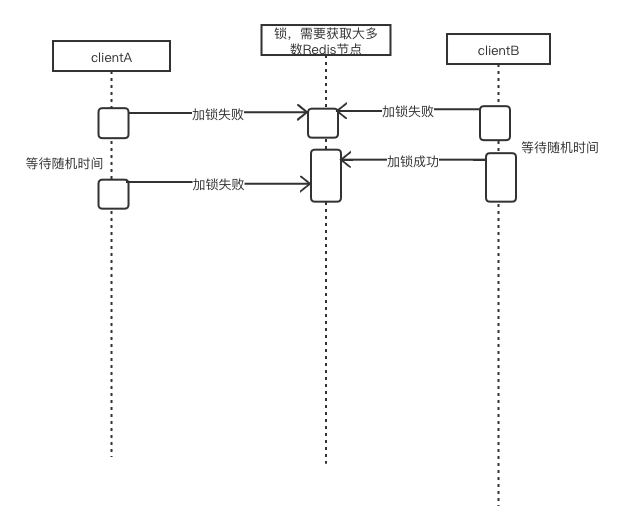 clientA
锁，需要获取大多
数Redis节点
clientB
加锁失败
加锁失败
等待随机时间
等待随机时间
加锁成功
加锁失败